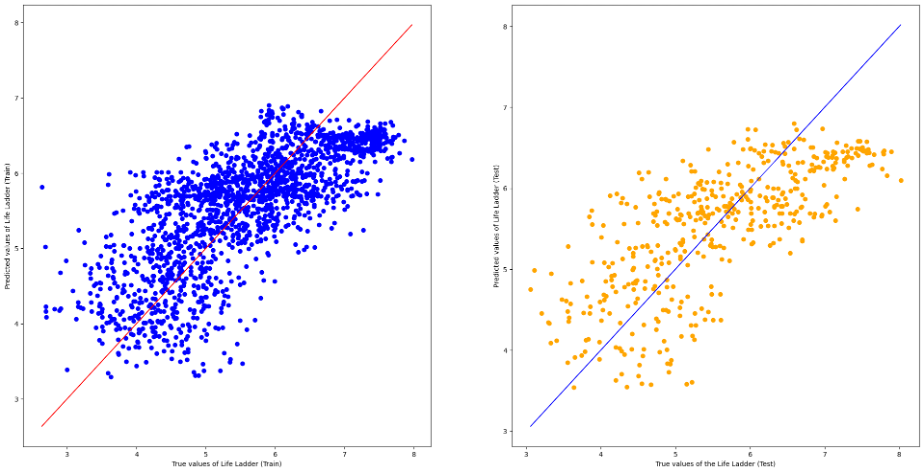 8
7
6
5
4
3
Predicted values of Life Ladder (Train)
3 4 5 6 7 8
True values of Life Ladder (Train)
8
7
6
5
4
3
Predicted values of Life Ladder (Test)
3 4 5 6 7 8
True values of the Life Ladder (Test)